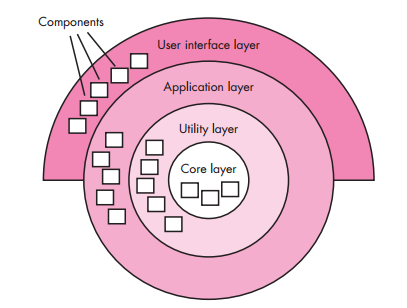 Components
User interface layer
Application layer
Utility layer
Core layer